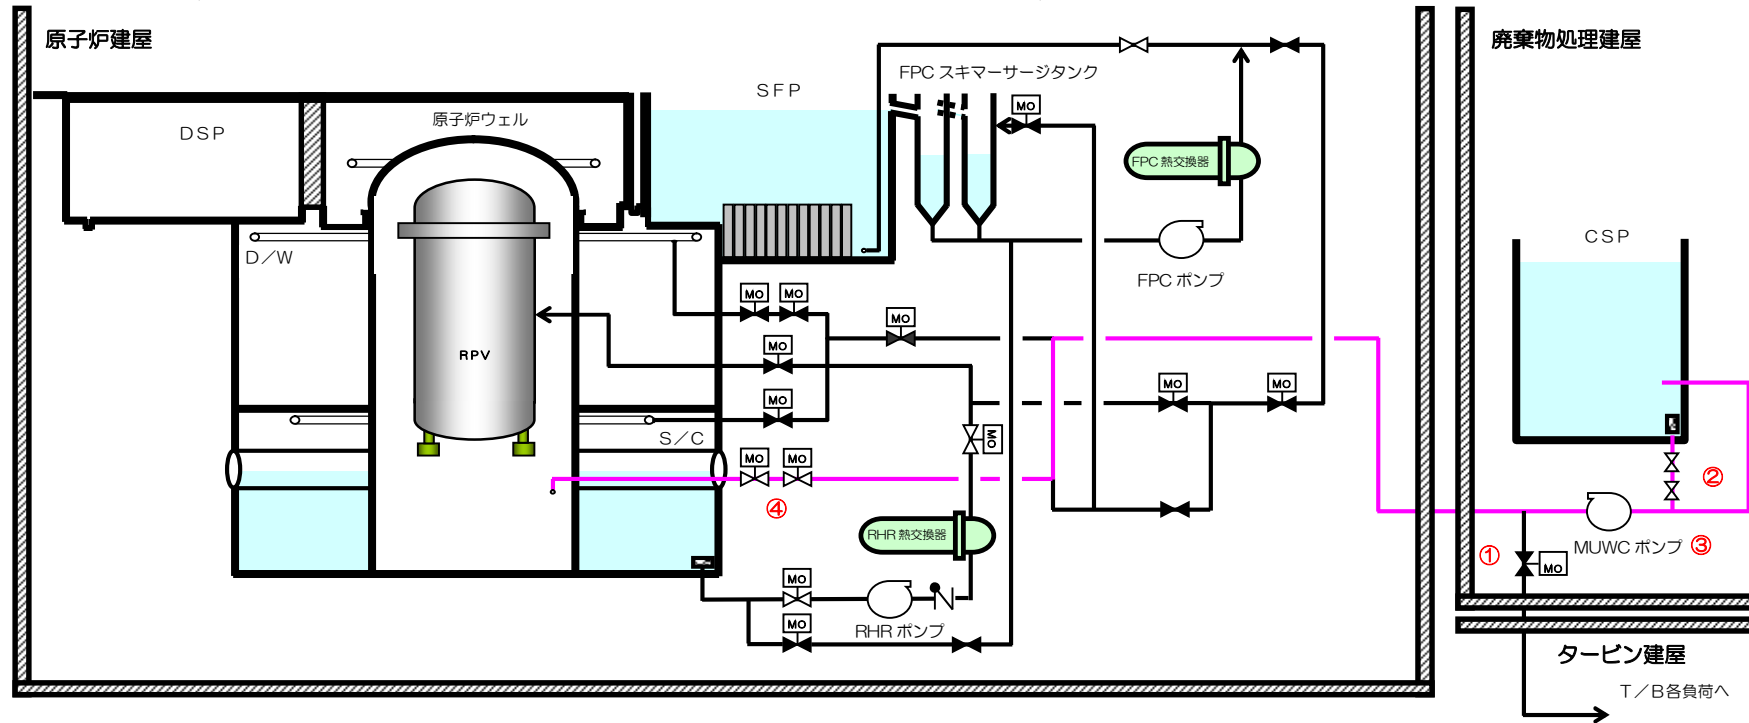 原子炉建屋
廃棄物処理建屋
FPC スキマーサージタンク
SFP
MO
原子炉ウェル
DSP
FPC 熱交換器
CSP
D/W
FPC ポンプ
MO
MO
MO
MO
RPV
MO
MO
MO
S/C
MO
MO
MO
②
④
RHR 熱交換器
MUWC ポンプ
③
①
MO
MO
MO
RHR ポンプ
タービン建屋
T/B各負荷へ